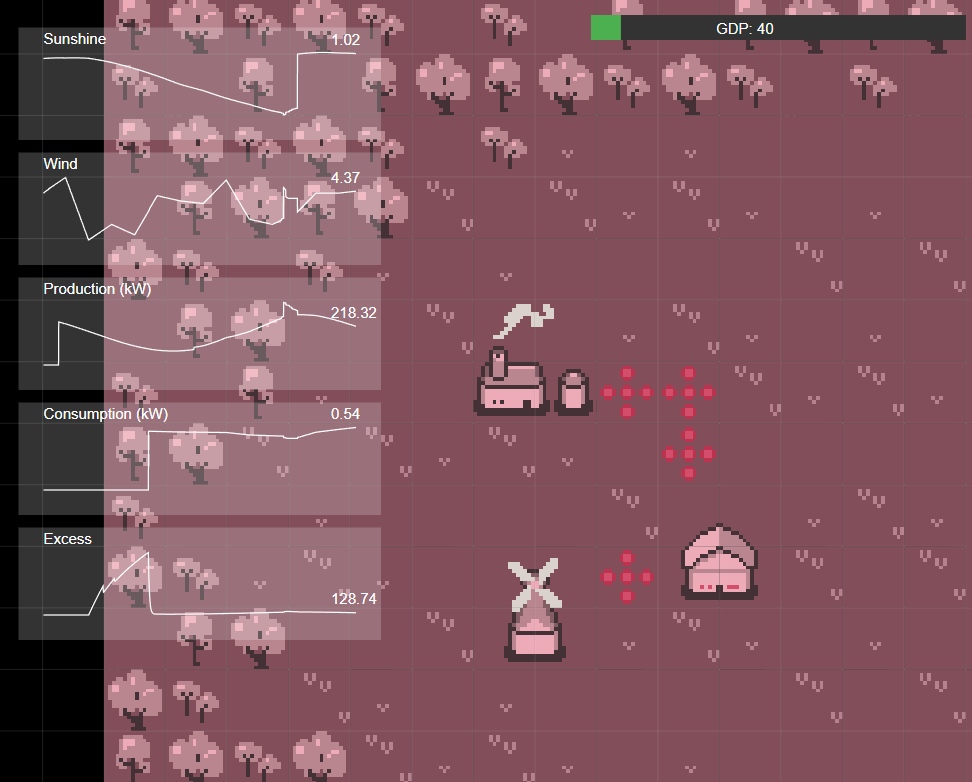 GDP: 40
Sunshine
1.02
Wind
4.37
Production (kW)
218.32
Consumption (kW)
0.54
Excess
128.74